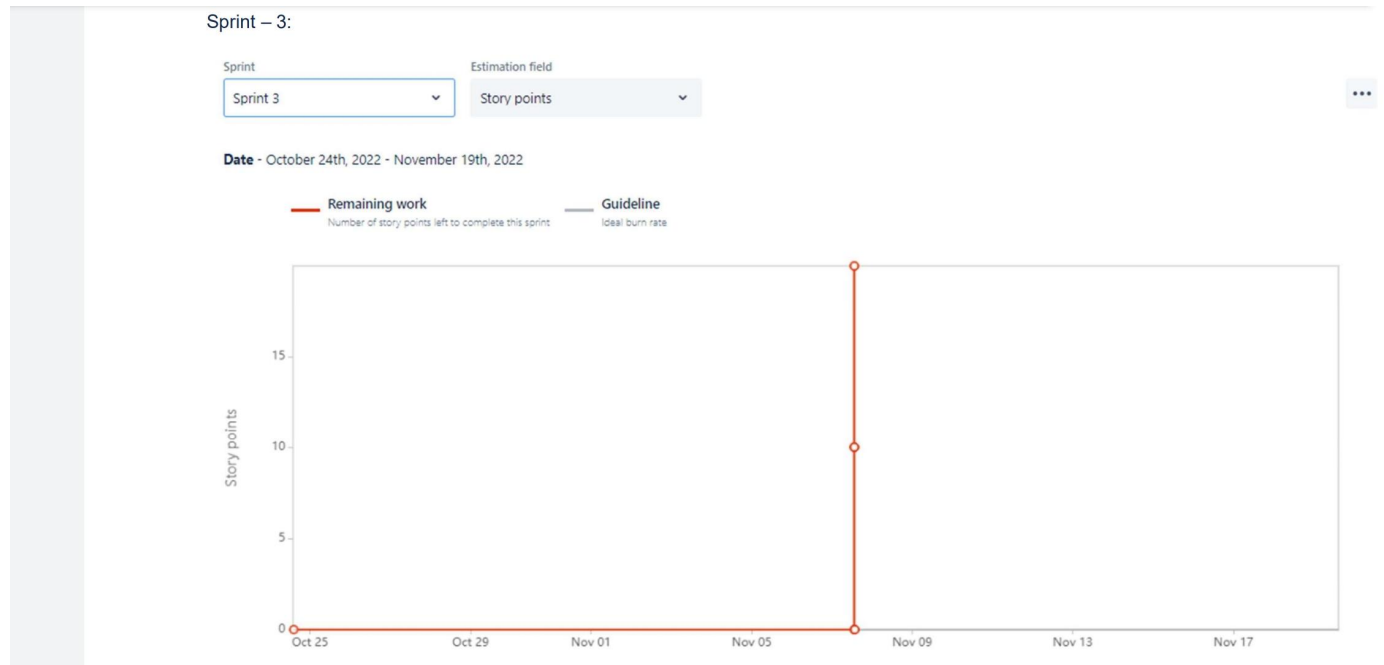 Sprint – 3:
Sprint
Estimation field
Sprint 3
Story points
Date - October 24th, 2022 - November 19th, 2022
Remaining work
Number of story points left to complete this sprint
Guideline
Ideal burn rate
15
10
5
0
Story points
Oct 25
Oct 29
Nov 01
Nov 05
Nov 09
Nov 13
Nov 17